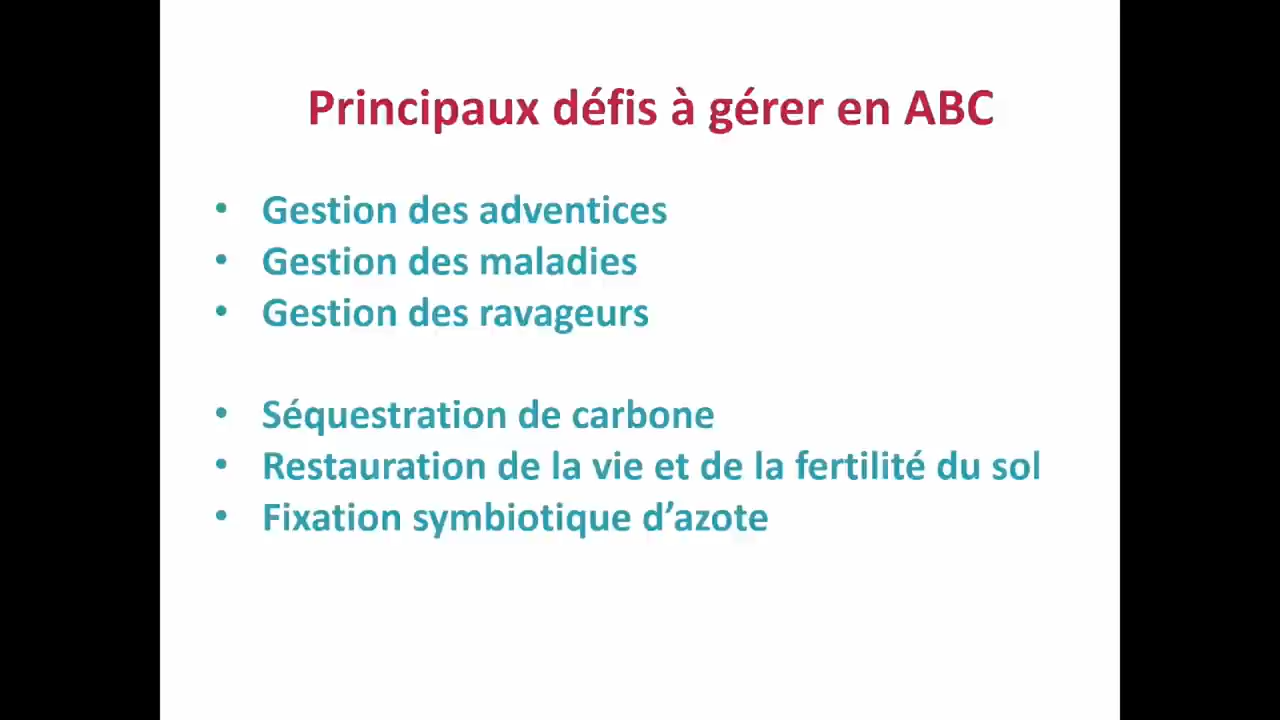 Principaux défis à gérer en ABC
• Gestion des adventices
• Gestion des maladies
• Gestion des ravageurs
• Séquestration de carbone
• Restauration de la vie et de la fertilité du sol
• Fixation symbiotique d’azote